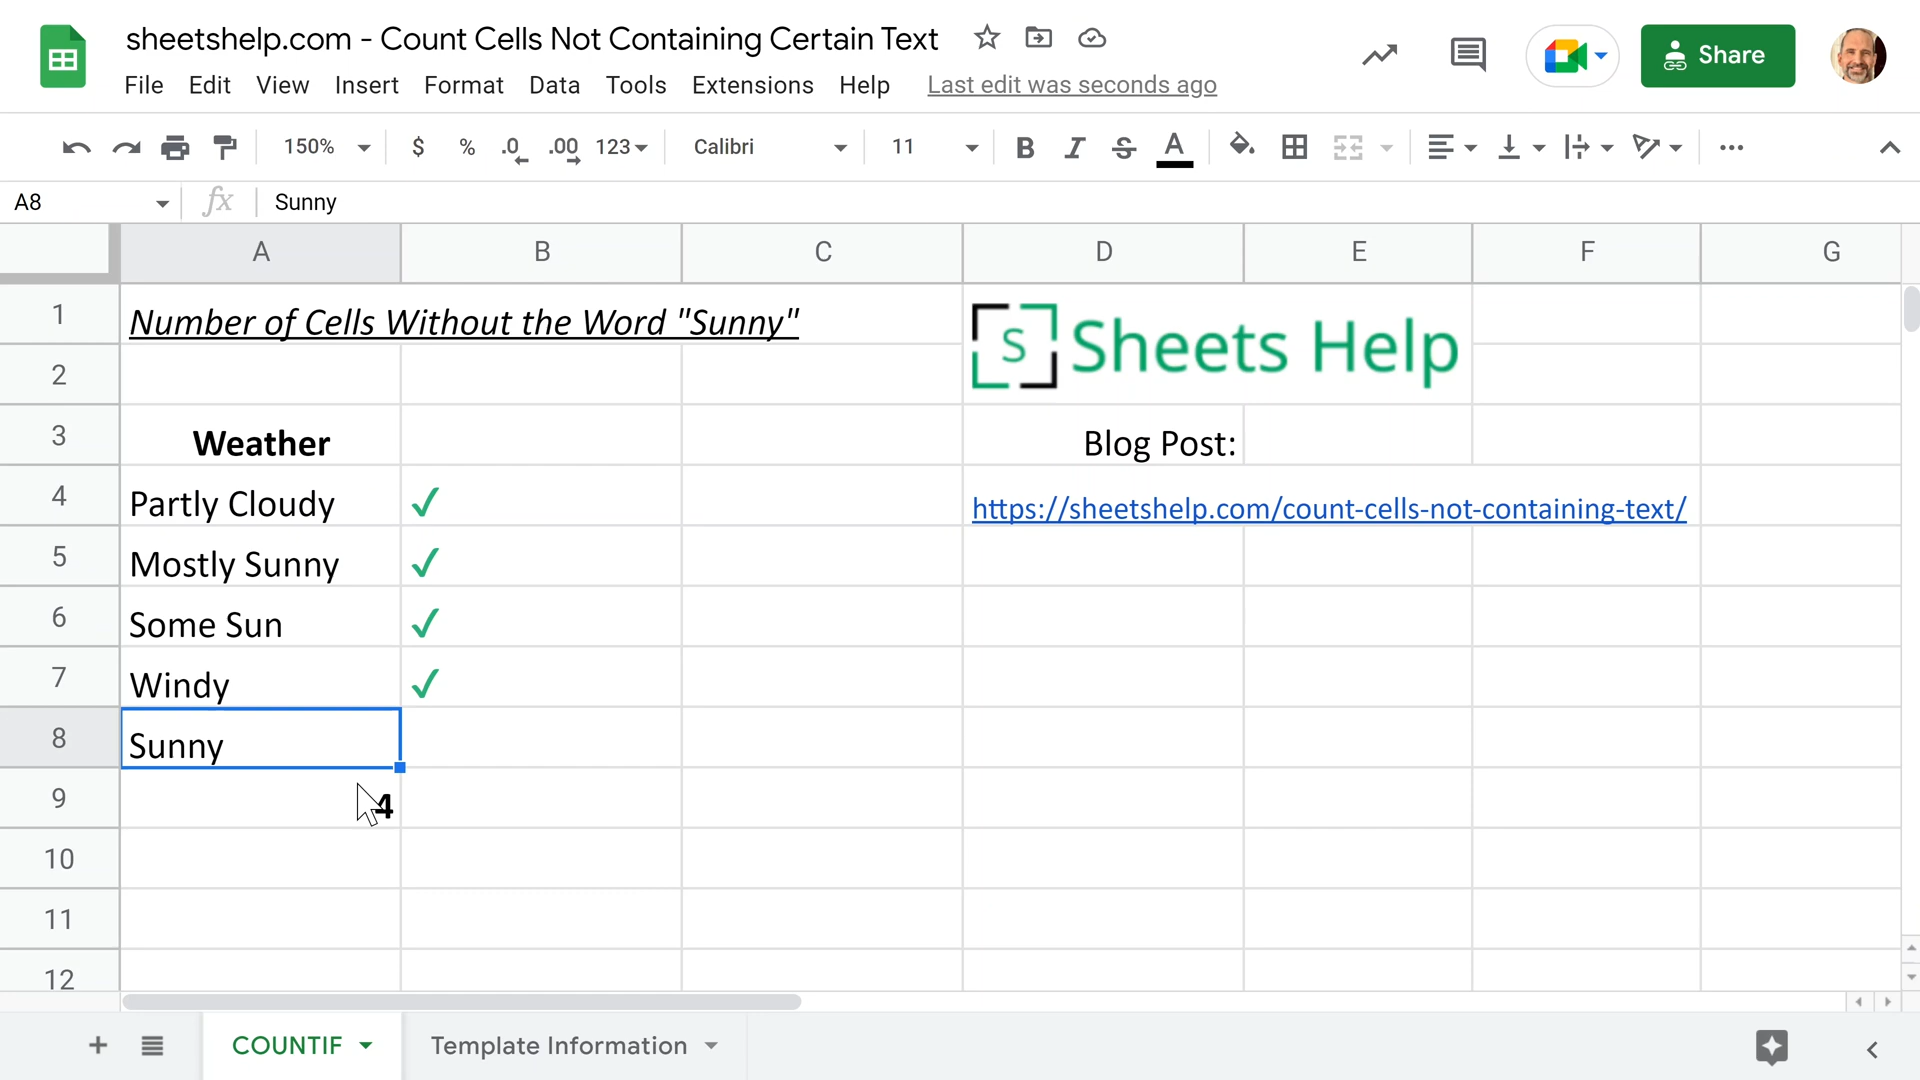 sheetshelp.com - Count Cells Not Containing Certain Text
File Edit View Insert Format Data Tools Extensions Help Last edit was seconds ago
Share
150% $ % .0 .00 123 Calibri 11 B I S A
A8 fx Sunny
A B C D E F G
1 Number of Cells Without the Word "Sunny"
S Sheets Help
2
3 Weather Blog Post:
4 Partly Cloudy ✓ https://sheetshelp.com/count-cells-not-containing-text/
5 Mostly Sunny ✓
6 Some Sun ✓
7 Windy ✓
8 Sunny
9 4
10
11
12
COUNTIF Template Information